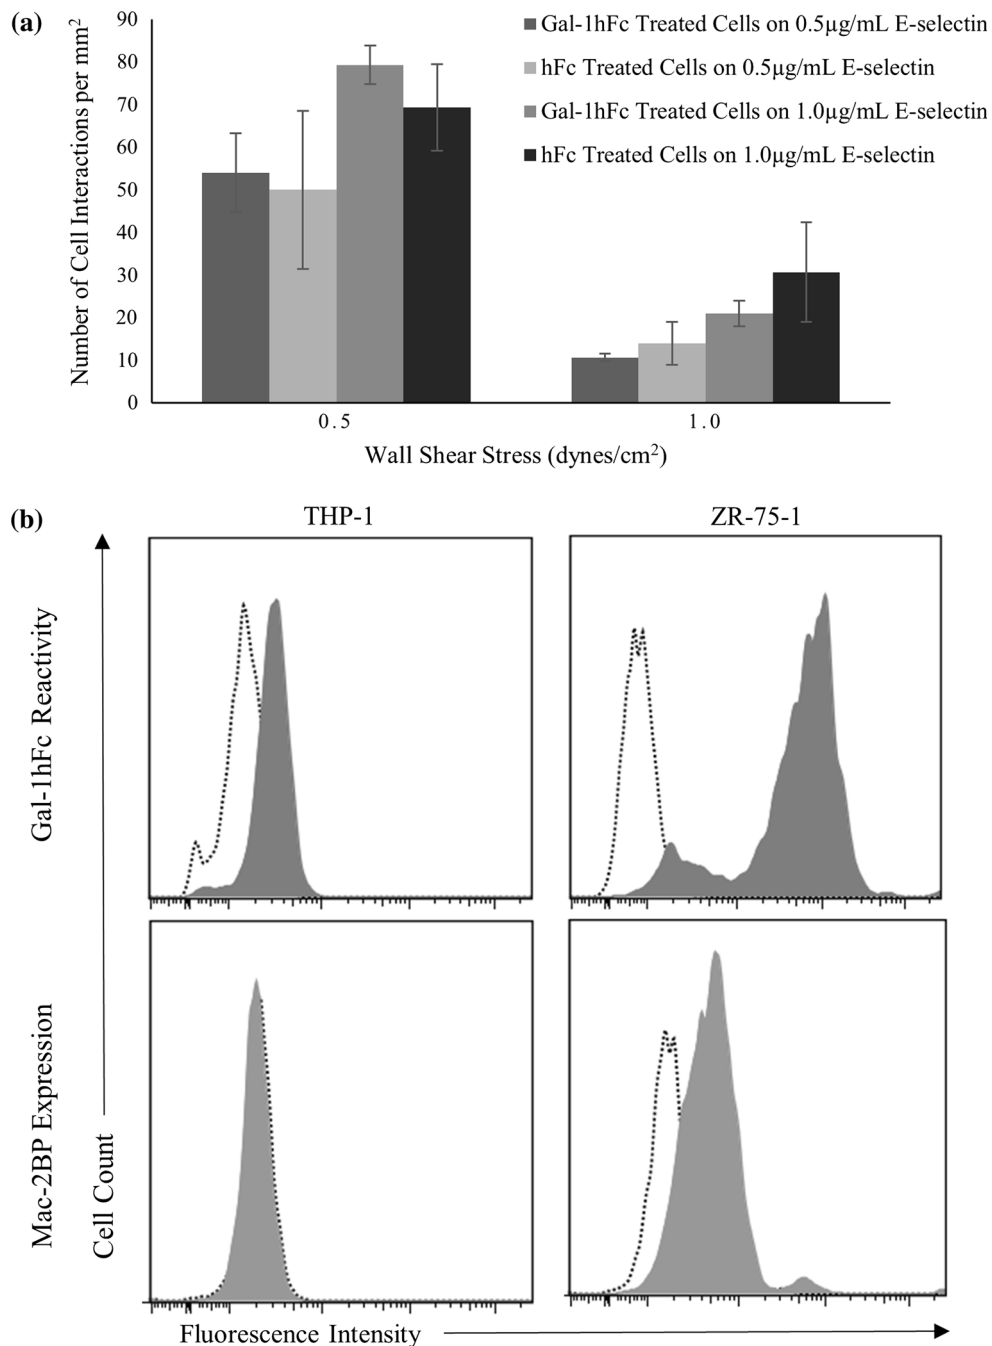 (a)
Number of Cell Interactions per mm²
90
80
70
60
50
40
30
20
10
0
0.5
1.0
Wall Shear Stress (dynes/cm²)
Gal-1hFc Treated Cells on 0.5µg/mL E-selectin
hFc Treated Cells on 0.5µg/mL E-selectin
Gal-1hFc Treated Cells on 1.0µg/mL E-selectin
hFc Treated Cells on 1.0µg/mL E-selectin
(b)
THP-1
ZR-75-1
Gal-1hFc Reactivity
Mac-2BP Expression
Cell Count
Fluorescence Intensity